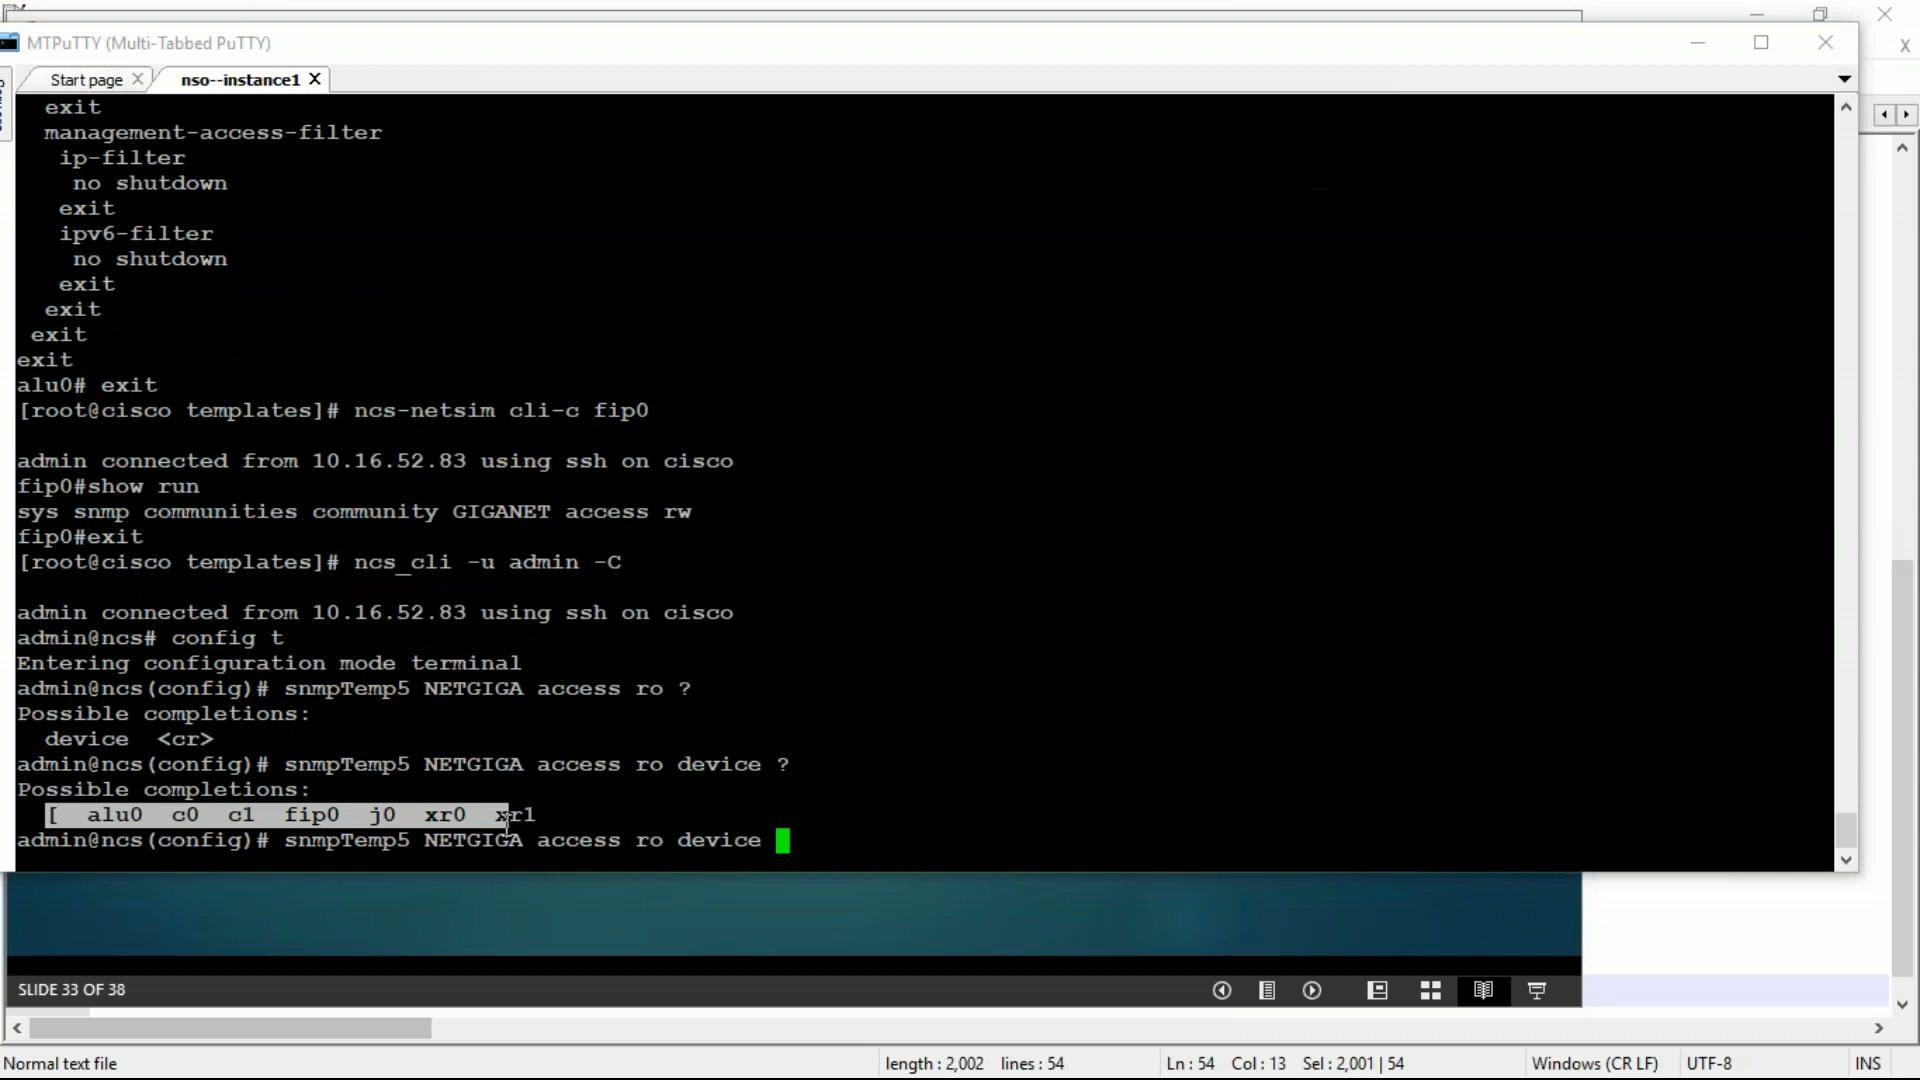 MTPuTTY (Multi-Tabbed PuTTY)
Start page
nso--instance1
exit
management-access-filter
ip-filter
no shutdown
exit
ipv6-filter
no shutdown
exit
exit
exit
exit
alu0# exit
[root@cisco templates]# ncs-netsim cli-c fip0
admin connected from 10.16.52.83 using ssh on cisco
fip0#show run
sys snmp communities community GIGANET access rw
fip0#exit
[root@cisco templates]# ncs_cli -u admin -C
admin connected from 10.16.52.83 using ssh on cisco
admin@ncs# config t
Entering configuration mode terminal
admin@ncs(config)# snmpTemp5 NETGIGA access ro ?
Possible completions:
device <cr>
admin@ncs(config)# snmpTemp5 NETGIGA access ro device ?
Possible completions:
[ alu0 c0 c1 fip0 j0 xr0 xr1
admin@ncs(config)# snmpTemp5 NETGIGA access ro device
SLIDE 33 OF 38
Normal text file length : 2,002 lines : 54 Ln : 54 Col : 13 Sel : 2,001 | 54 Windows (CR LF) UTF-8 INS